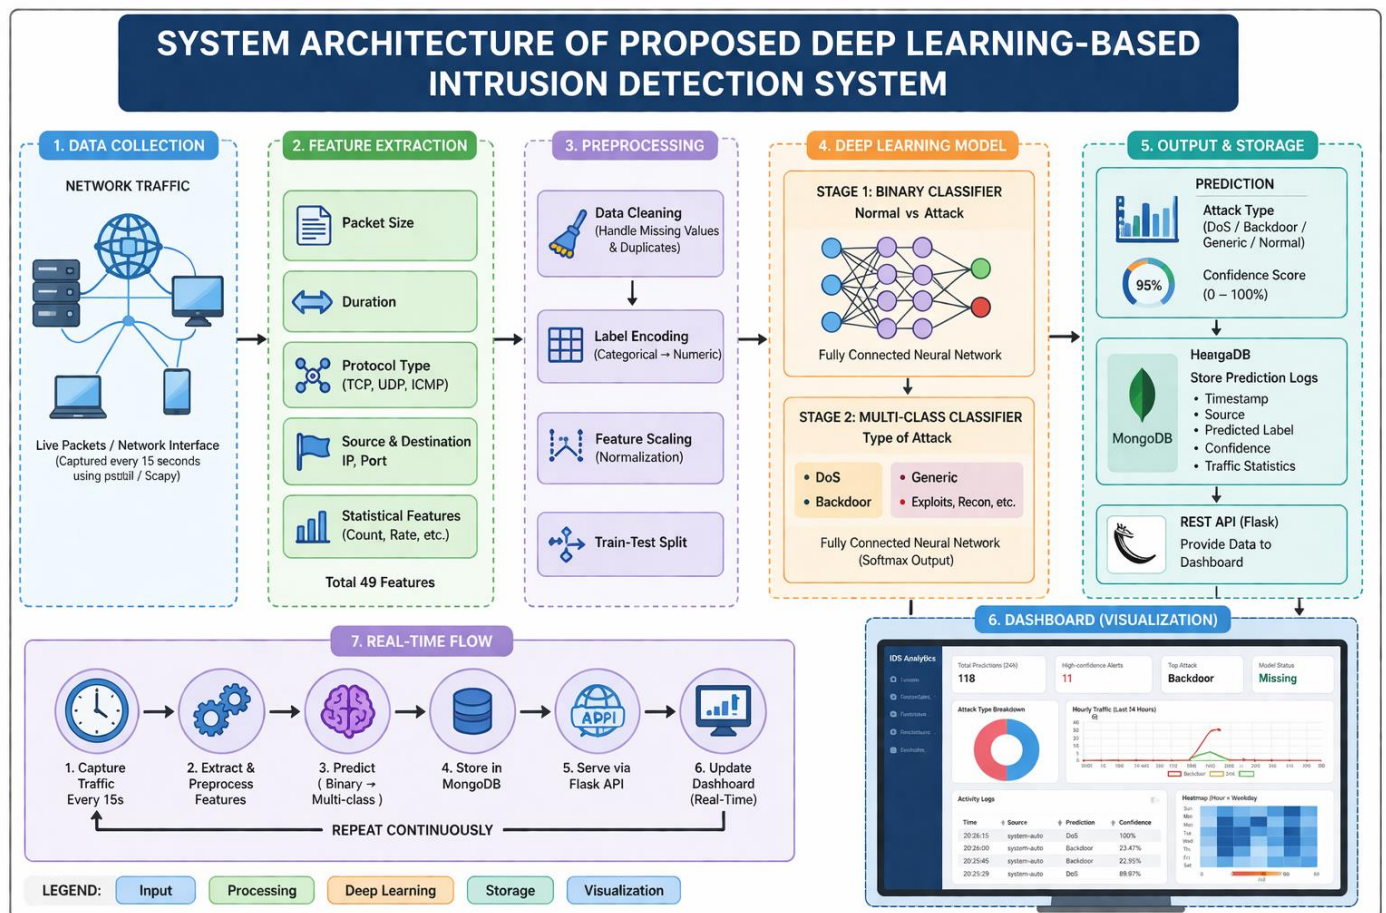 SYSTEM ARCHITECTURE OF PROPOSED DEEP LEARNING-BASED
INTRUSION DETECTION SYSTEM
1. DATA COLLECTION
NETWORK TRAFFIC
Live Packets / Network Interface
(Captured every 15 seconds
using / Scapy)
2. FEATURE EXTRACTION
Packet Size
Duration
Protocol Type
(TCP, UDP, ICMP)
Source & Destination
IP, Port
Statistical Features
(Count, Rate, etc.)
Total 49 Features
3. PREPROCESSING
Data Cleaning
(Handle Missing Values
& Duplicates)
Label Encoding
(Categorical → Numeric)
Feature Scaling
(Normalization)
Train-Test Split
4. DEEP LEARNING MODEL
STAGE 1: BINARY CLASSIFIER
Normal vs Attack
Fully Connected Neural Network
STAGE 2: MULTI-CLASS CLASSIFIER
Type of Attack
• DoS
• Backdoor
• Generic
• Exploits, Recon, etc.
Fully Connected Neural Network
(Softmax Output)
5. OUTPUT & STORAGE
PREDICTION
Attack Type
(DoS / Backdoor /
Generic / Normal)
95%
Confidence Score
(0 – 100%)
MongoDB
Store Prediction Logs
• Timestamp
• Source
• Predicted Label
• Confidence
• Traffic Statistics
REST API (Flask)
Provide Data to
Dashboard
6. DASHBOARD (VISUALIZATION)
IDS Analytics
Total Predictions (24h)
118
High-confidence Alerts
11
Top Attack
Backdoor
Model Status
Missing
Attack Type Breakdown
Hourly Traffic (Last 24 Hours)
Backdoor
Activity Logs
Time Source Prediction Confidence
20:26:15 system-auto DoS 100%
20:26:00 system-auto Backdoor 23.47%
20:25:45 system-auto Backdoor 22.95%
20:25:29 system-auto DoS 89.97%
Heatmap (Hour × Weekday
Sun
Mon
Tue
Wed
Thu
Fri
Sat
7. REAL-TIME FLOW
1. Capture
Traffic
Every 15s
2. Extract &
Preprocess
Features
3. Predict
( Binary →
Multi-class )
4. Store in
MongoDB
APPI
5. Serve via
Flask API
6. Update
Dashboard
(Real-Time)
REPEAT CONTINUOUSLY
LEGEND:
Input
Processing
Deep Learning
Storage
Visualization